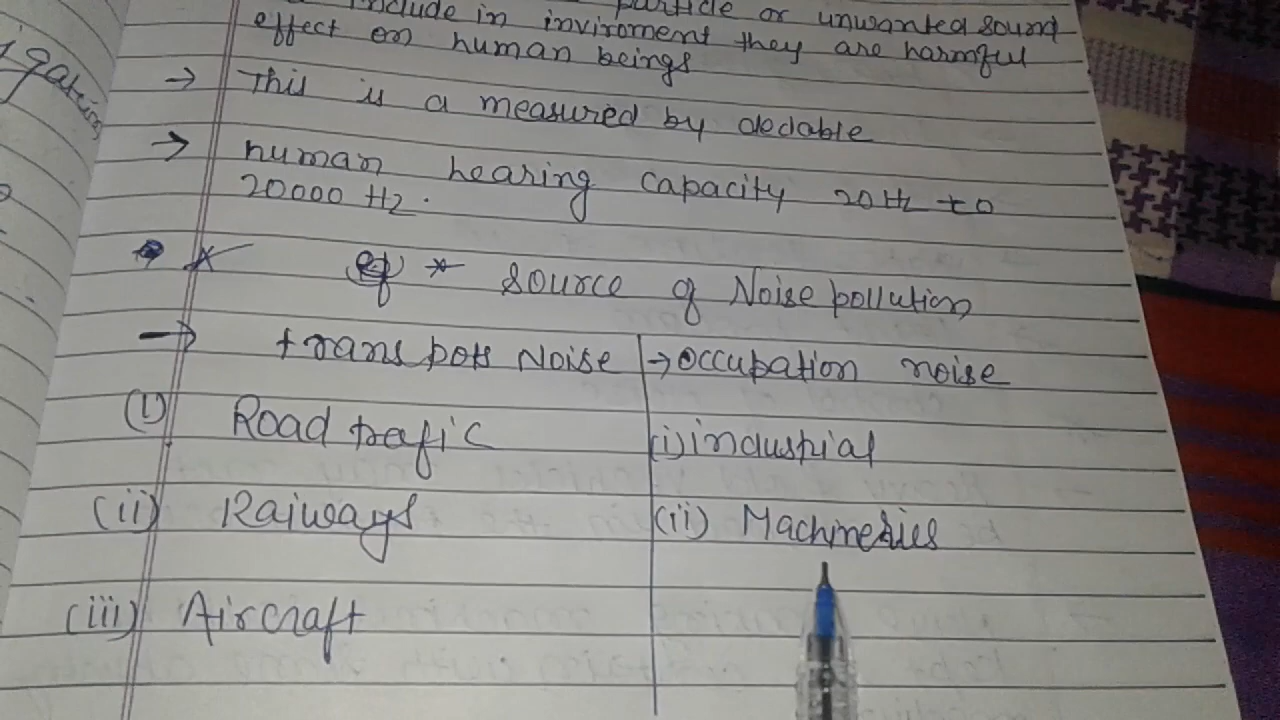 include in inviroment particle or unwanted sound
effect on human beings they are harmful
→ This is a measured by dedable
→ human hearing capacity 20Hz to
20000 Hz.
* * Source of Noise pollution
→ transpots Noise
(i) Road trafic
(ii) Raiways
(iii) Aircraft
→ occupation noise
(i) industrial
(ii) Machineries